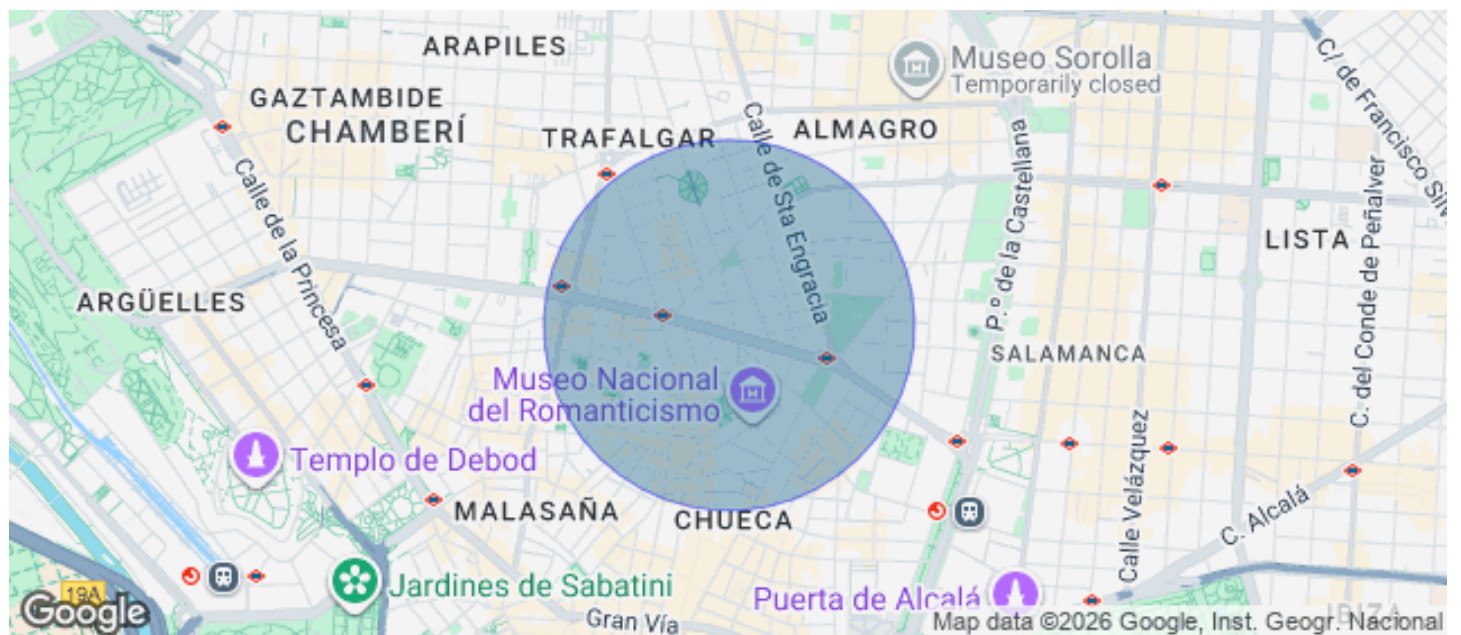 ARAPILES
Museo Sorolla
Temporarily closed
C/ de Francisco Silv
GAZTAMBIDE
CHAMBERÍ
TRAFALGAR
ALMAGRO
Calle de Sta Engracia
Calle de la Princesa
P.º de la Castellana
C. del Conde de Peñalver
LISTA
ARGÜELLES
SALAMANCA
Museo Nacional
del Romanticismo
Templo de Debod
Calle Velázquez
MALASAÑA
CHUECA
C. Alcalá
Jardines de Sabatini
Puerta de Alcalá
19A
Google
Gran Vía
IBIZA
Map data ©2026 Google, Inst. Geogr. Nacional